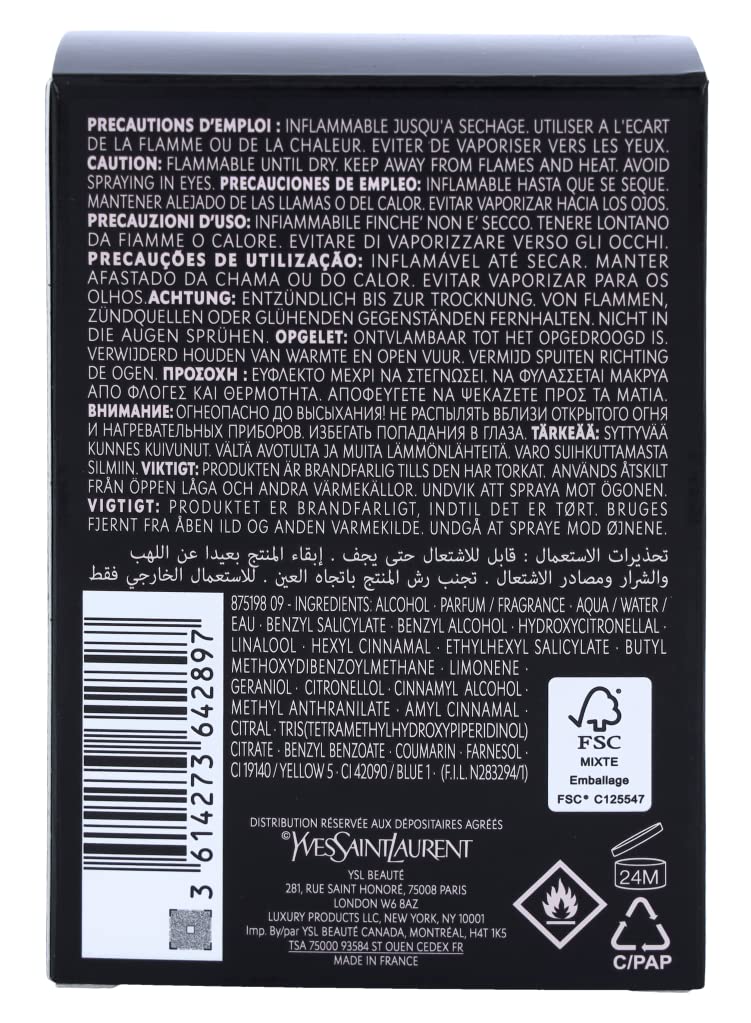 PRECAUTIONS D'EMPLOI : INFLAMMABLE JUSQU'A SECHAGE. UTILISER A L'ECART
DE LA FLAMME OU DE LA CHALEUR. EVITER DE VAPORISER VERS LES YEUX.
CAUTION: FLAMMABLE UNTIL DRY. KEEP AWAY FROM FLAMES AND HEAT. AVOID
SPRAYING IN EYES. PRECAUCIONES DE EMPLEO: INFLAMABLE HASTA QUE SE SEQUE.
MANTENER ALEJADO DE LAS LLAMAS O DEL CALOR. EVITAR VAPORIZAR HACIA LOS OJOS.
PRECAUZIONI D'USO: INFIAMMABILE FINCHE' NON E' SECCO. TENERE LONTANO
DA FIAMME O CALORE. EVITARE DI VAPORIZZARE VERSO GLI OCCHI.
PRECAUÇÕES DE UTILIZAÇÃO: INFLAMÁVEL ATÉ SECAR. MANTER
AFASTADO DA CHAMA OU DO CALOR. EVITAR VAPORIZAR PARA OS
OLHOS.ACHTUNG: ENTZÜNDLICH BIS ZUR TROCKNUNG. VON FLAMMEN,
ZÜNDQUELLEN ODER GLÜHENDEN GEGENSTÄNDEN FERNHALTEN. NICHT IN
DIE AUGEN SPRÜHEN. OPGELET: ONTVLAMBAAR TOT HET OPGEDROOGD IS.
VERWIJDERD HOUDEN VAN WARMTE EN OPEN VUUR. VERMIJD SPUITEN RICHTING
DE OGEN. ΠΡΟΣΟΧΗ : ΕΥΦΛΕΚΤΟ ΜΕΧΡΙ ΝΑ ΣΤΕΓΝΩΣΕΙ. ΝΑ ΦΥΛΑΣΣΕΤΑΙ ΜΑΚΡΥΑ
ΑΠΟ ΦΛΟΓΕΣ ΚΑΙ ΘΕΡΜΟΤΗΤΑ. ΑΠΟΦΕΥΓΕΤΕ ΝΑ ΨΕΚΑΖΕΤΕ ΠΡΟΣ ΤΑ ΜΑΤΙΑ.
ВНИМАНИЕ: ОГНЕОПАСНО ДО ВЫСЫХАНИЯ! НЕ РАСПЫЛЯТЬ ВБЛИЗИ ОТКРЫТОГО ОГНЯ
И НАГРЕВАТЕЛЬНЫХ ПРИБОРОВ. ИЗБЕГАТЬ ПОПАДАНИЯ В ГЛАЗА. TÄRKEÄÄ: SYTTYVÄÄ
KUNNES KUIVUNUT. VÄLTÄ AVOTULTA JA MUITA LÄMMÖNLÄHTEITÄ. VARO SUIHKUTTAMASTA
SILMIIN. VIKTIGT: PRODUKTEN ÄR BRANDFARLIG TILLS DEN HAR TORKAT. ANVÄNDS ÅTSKILT
FRÅN ÖPPEN LÅGA OCH ANDRA VÄRMEKÄLLOR. UNDVIK ATT SPRAYA MOT ÖGONEN.
VIGTIGT: PRODUKTET ER BRANDFARLIGT, INDTIL DET ER TØRT. BRUGES
FJERNT FRA ÅBEN ILD OG ANDEN VARMEKILDE. UNDGÅ AT SPRAYE MOD ØJNENE.
تحذيرات الاستعمال : قابل للاشتعال حتى يجف . إبقاء المنتج بعيدا عن اللهب
والشرار ومصادر الاشتعال . تجنب رش المنتج باتجاه العين . للاستعمال الخارجي فقط
875198 09 - INGREDIENTS: ALCOHOL · PARFUM / FRAGRANCE · AQUA / WATER /
EAU · BENZYL SALICYLATE · BENZYL ALCOHOL · HYDROXYCITRONELLAL ·
LINALOOL · HEXYL CINNAMAL · ETHYLHEXYL SALICYLATE · BUTYL
METHOXYDIBENZOYLMETHANE · LIMONENE ·
GERANIOL · CITRONELLOL · CINNAMYL ALCOHOL ·
METHYL ANTHRANILATE · AMYL CINNAMAL ·
CITRAL · TRIS(TETRAMETHYLHYDROXYPIPERIDINOL)
CITRATE · BENZYL BENZOATE · COUMARIN · FARNESOL ·
CI 19140 / YELLOW 5 · CI 42090 / BLUE 1 · (F.I.L. N283294/1)
3 614273 642897
FSC
MIXTE
Emballage
FSC® C125547
DISTRIBUTION RÉSERVÉE AUX DÉPOSITAIRES AGRÉÉS
©YVESSAINTLAURENT
YSL BEAUTÉ
281, RUE SAINT HONORÉ, 75008 PARIS
LONDON W6 8AZ
LUXURY PRODUCTS LLC, NEW YORK, NY 10001
Imp. By/par YSL BEAUTÉ CANADA, MONTRÉAL, H4T 1K5
TSA 75000 93584 ST OUEN CEDEX FR
MADE IN FRANCE
24M
C/PAP